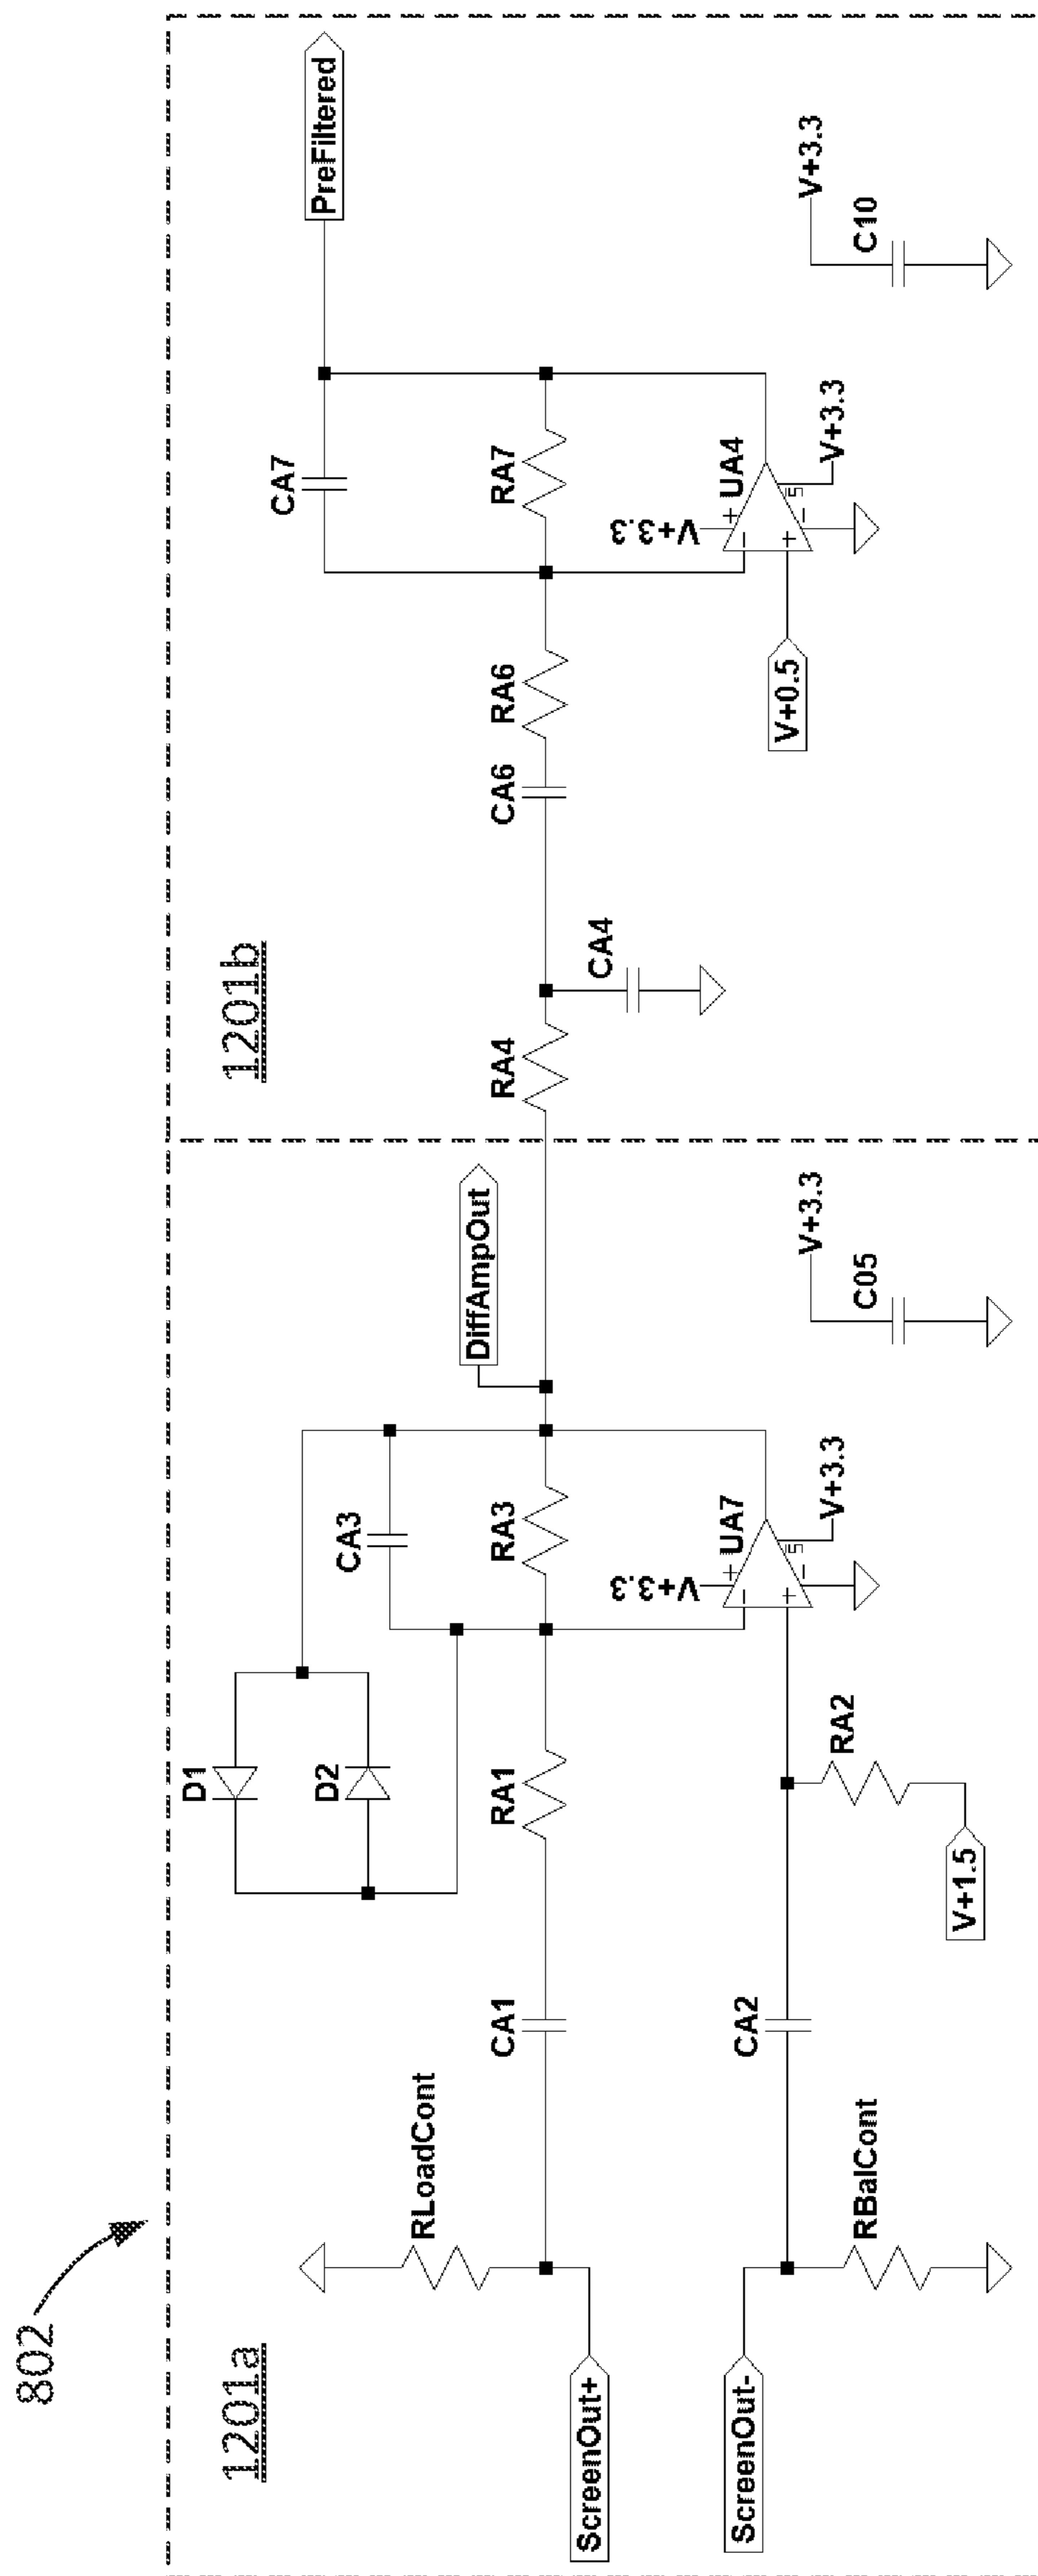 802
1201a
1201b
D1
D2
CA3
RA3
RA1
CA1
RLoadCont
ScreenOut+
ScreenOut-
RBalCont
CA2
RA2
V+1.5
V+3.3
UA7
V+3.3
5
+
-
-
+
DiffAmpOut
V+3.3
C05
RA4
CA4
CA6
RA6
CA7
RA7
V+3.3
UA4
V+3.3
5
+
-
-
+
V+0.5
PreFiltered
V+3.3
C10